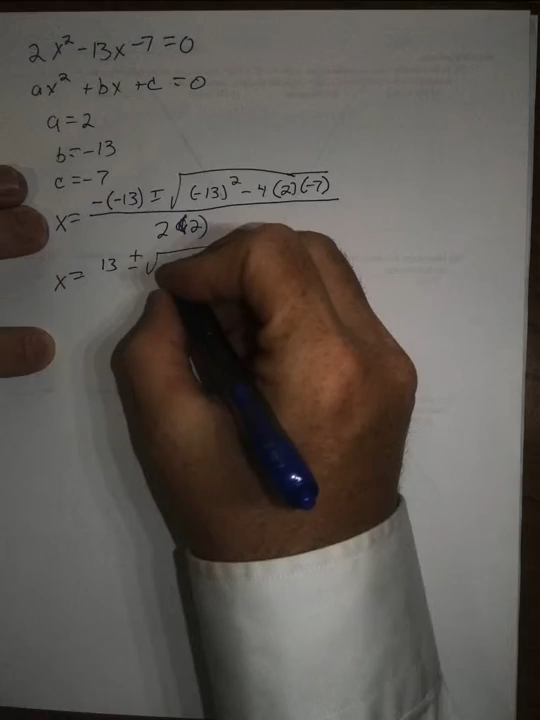 2x² - 13x - 7 = 0
ax² + bx + c = 0
a = 2
b = -13
c = -7
x = -(-13) ± √(-13)² - 4(2)(-7) / 2(2)
x = 13 ± √